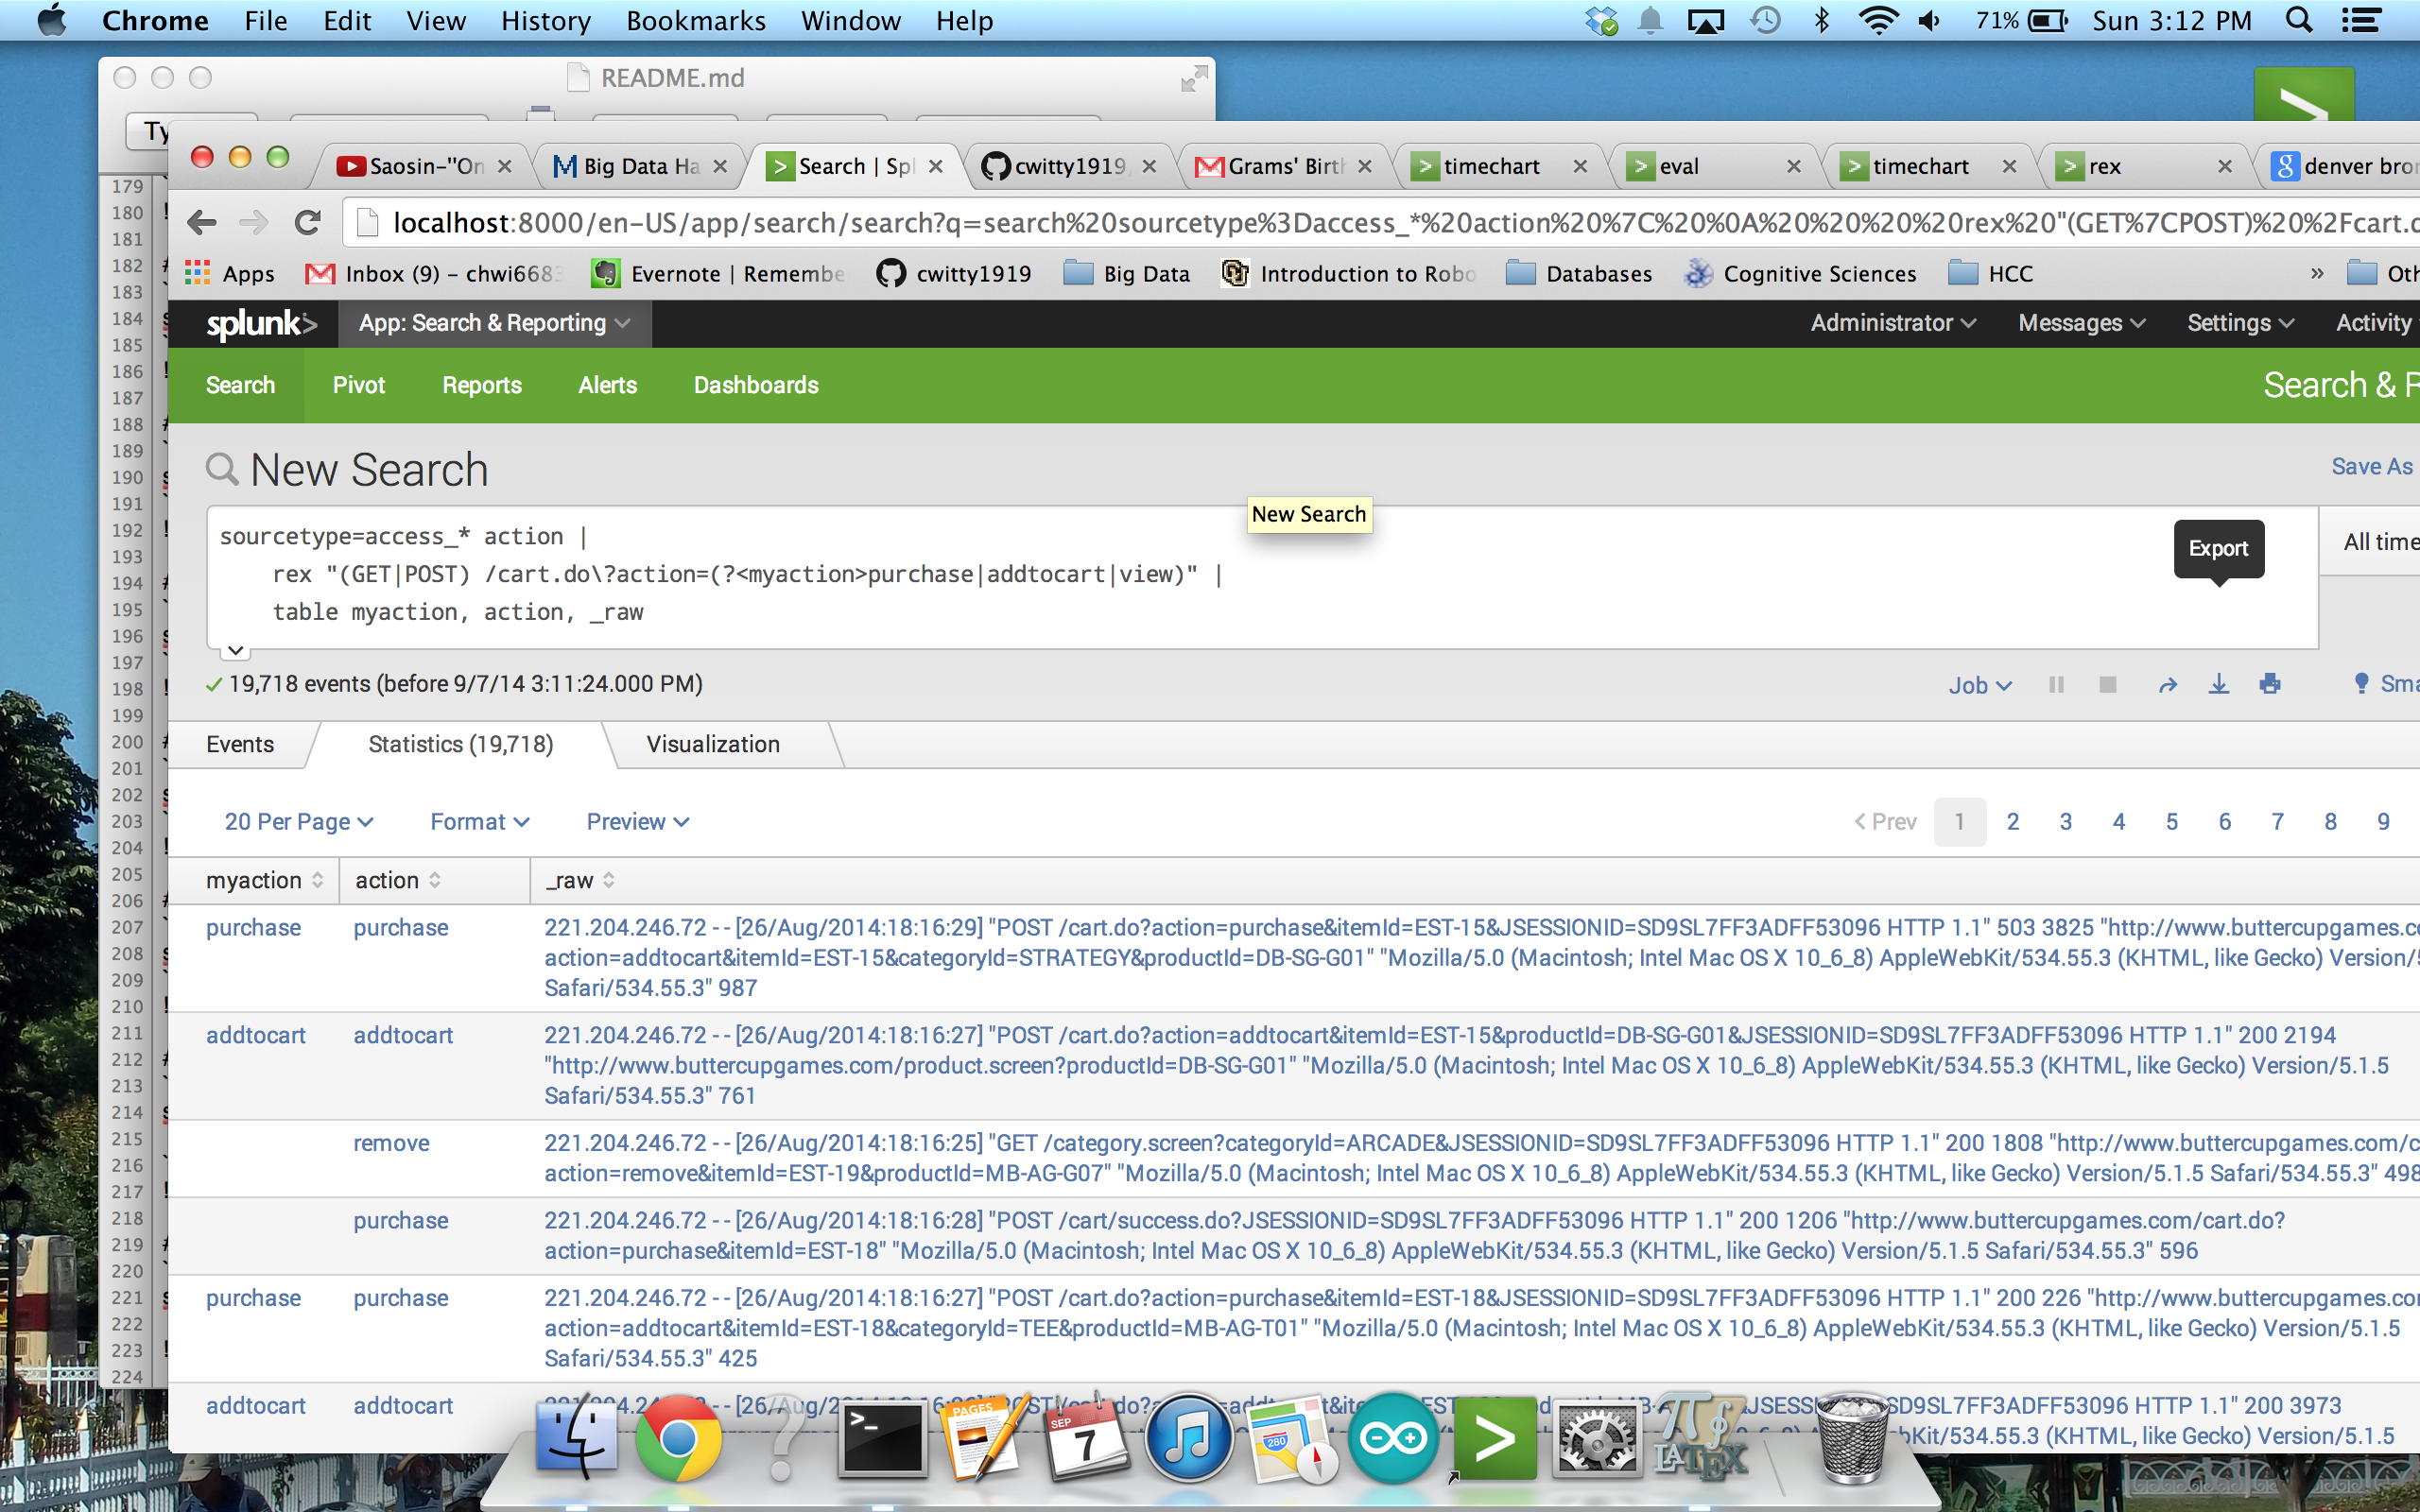 Chrome File Edit View History Bookmarks Window Help 71% Sun 3:12 PM
README.md
Saosin-"On Big Data Ha Search | Spl cwitty1919 Grams' Birt timechart eval timechart rex denver bro
localhost:8000/en-US/app/search/search?q=search%20sourcetype%3Daccess_*%20action%20%7C%20%0A%20%20%20%20rex%20"(GET%7CPOST)%20%2Fcart.
Apps Inbox (9) - chwi6683 Evernote | Remembe cwitty1919 Big Data Introduction to Robo Databases Cognitive Sciences HCC » Oth
splunk> App: Search & Reporting Administrator Messages Settings Activity
Search Pivot Reports Alerts Dashboards Search & R
New Search Save As
New Search
Export
All time
sourcetype=access_* action |
rex "(GET|POST) /cart.do\?action=(?<myaction>purchase|addtocart|view)" |
table myaction, action, _raw
19,718 events (before 9/7/14 3:11:24.000 PM) Job Sma
Events Statistics (19,718) Visualization
20 Per Page Format Preview < Prev 1 2 3 4 5 6 7 8 9
myaction action _raw
purchase purchase 221.204.246.72 - - [26/Aug/2014:18:16:29] "POST /cart.do?action=purchase&itemId=EST-15&JSESSIONID=SD9SL7FF3ADFF53096 HTTP 1.1" 503 3825 "http://www.buttercupgames.co
action=addtocart&itemId=EST-15&categoryId=STRATEGY&productId=DB-SG-G01" "Mozilla/5.0 (Macintosh; Intel Mac OS X 10_6_8) AppleWebKit/534.55.3 (KHTML, like Gecko) Version/5
Safari/534.55.3" 987
addtocart addtocart 221.204.246.72 - - [26/Aug/2014:18:16:27] "POST /cart.do?action=addtocart&itemId=EST-15&productId=DB-SG-G01&JSESSIONID=SD9SL7FF3ADFF53096 HTTP 1.1" 200 2194
"http://www.buttercupgames.com/product.screen?productId=DB-SG-G01" "Mozilla/5.0 (Macintosh; Intel Mac OS X 10_6_8) AppleWebKit/534.55.3 (KHTML, like Gecko) Version/5.1.5
Safari/534.55.3" 761
remove 221.204.246.72 - - [26/Aug/2014:18:16:25] "GET /category.screen?categoryId=ARCADE&JSESSIONID=SD9SL7FF3ADFF53096 HTTP 1.1" 200 1808 "http://www.buttercupgames.com/c
action=remove&itemId=EST-19&productId=MB-AG-G07" "Mozilla/5.0 (Macintosh; Intel Mac OS X 10_6_8) AppleWebKit/534.55.3 (KHTML, like Gecko) Version/5.1.5 Safari/534.55.3" 498
purchase 221.204.246.72 - - [26/Aug/2014:18:16:28] "POST /cart/success.do?JSESSIONID=SD9SL7FF3ADFF53096 HTTP 1.1" 200 1206 "http://www.buttercupgames.com/cart.do?
action=purchase&itemId=EST-18" "Mozilla/5.0 (Macintosh; Intel Mac OS X 10_6_8) AppleWebKit/534.55.3 (KHTML, like Gecko) Version/5.1.5 Safari/534.55.3" 596
purchase purchase 221.204.246.72 - - [26/Aug/2014:18:16:27] "POST /cart.do?action=purchase&itemId=EST-18&JSESSIONID=SD9SL7FF3ADFF53096 HTTP 1.1" 200 226 "http://www.buttercupgames.co
action=addtocart&itemId=EST-18&categoryId=TEE&productId=MB-AG-T01" "Mozilla/5.0 (Macintosh; Intel Mac OS X 10_6_8) AppleWebKit/534.55.3 (KHTML, like Gecko) Version/5.1.5
Safari/534.55.3" 425
addtocart addtocart JSESS SD9SL7FF3ADFF53096 HTTP 1.1" 200 3973
534.55.3 (KHTML, like Gecko) Version/5.1.5
179
180
181
182
183
184
185
186
187
188
189
190
191
192
193
194
195
196
197
198
199
200
201
202
203
204
205
206
207
208
209
210
211
212
213
214
215
216
217
218
219
220
221
222
223
224
PAGES
SEP
7
280
LATEX